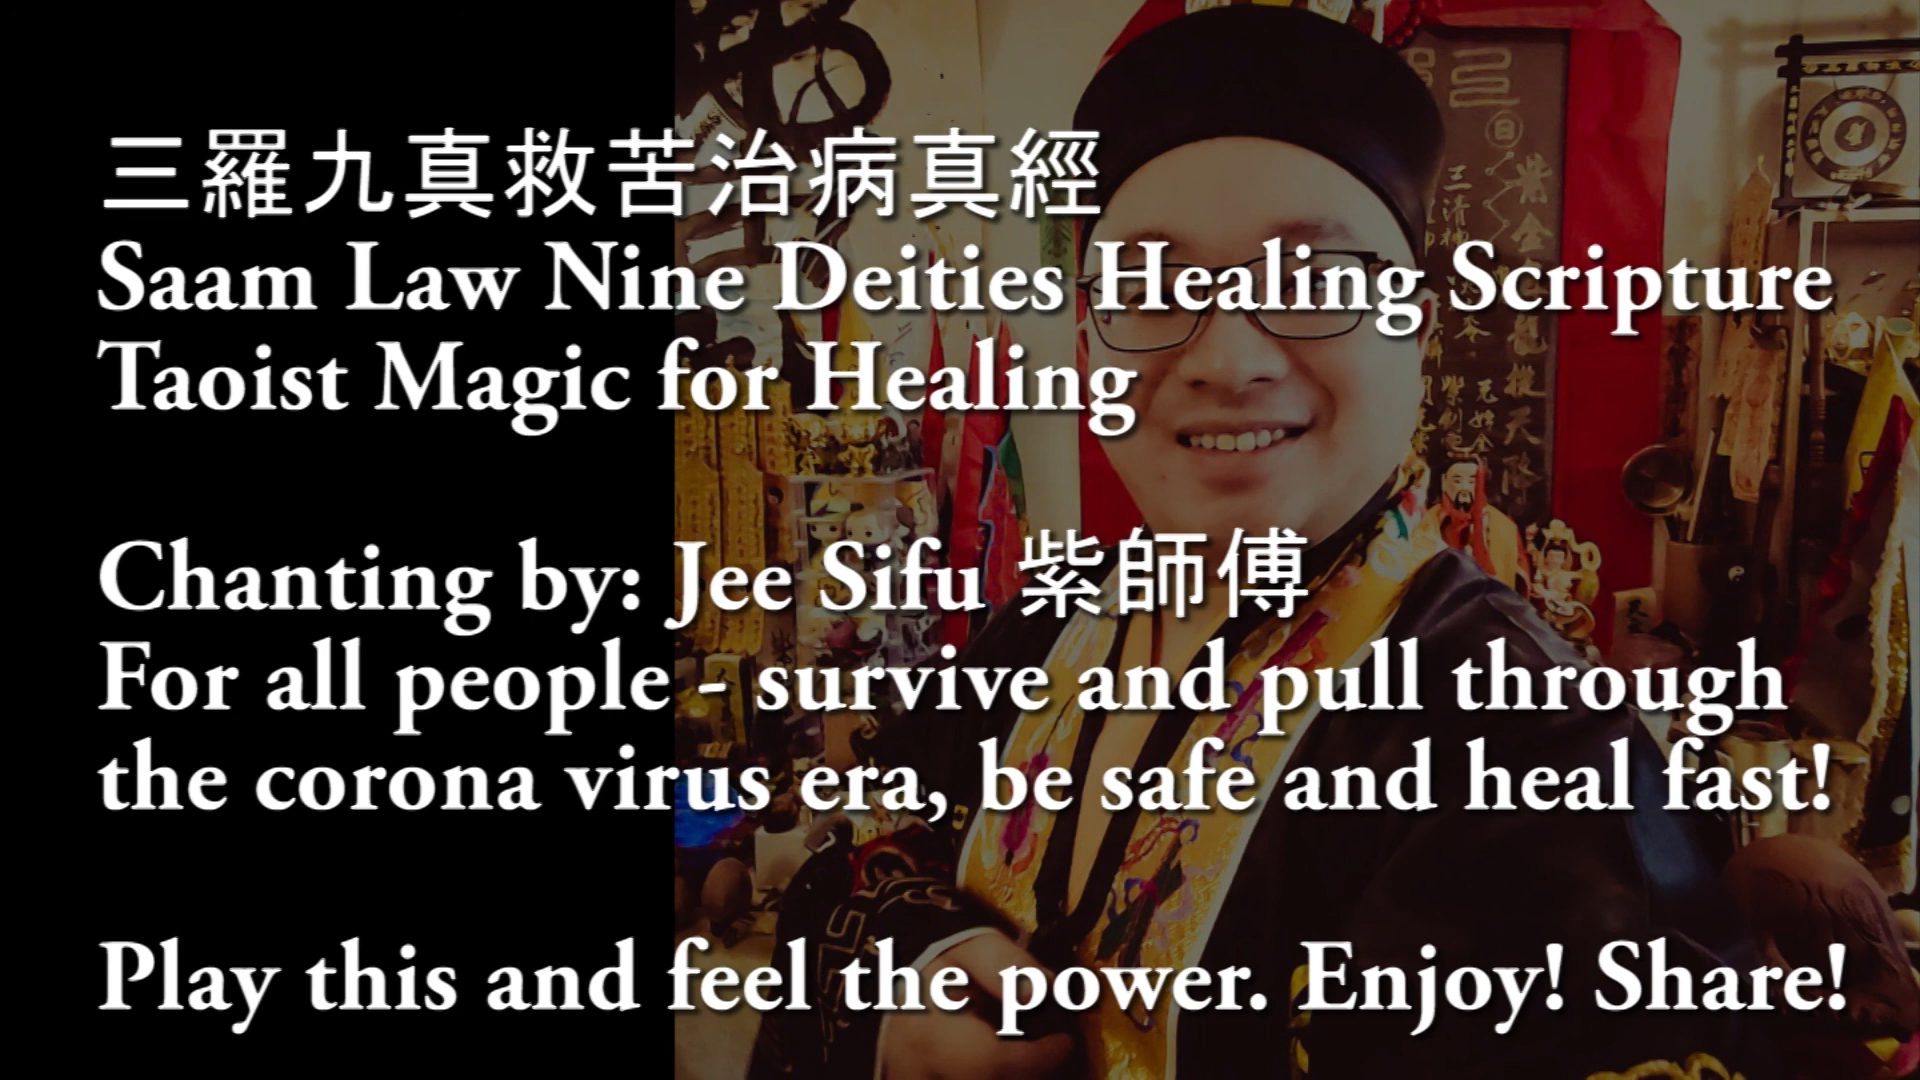 三羅九真救苦治病真經
Saam Law Nine Deities Healing Scripture
Taoist Magic for Healing
Chanting by: Jee Sifu 紫師傅
For all people - survive and pull through
the corona virus era, be safe and heal fast!
Play this and feel the power. Enjoy! Share!